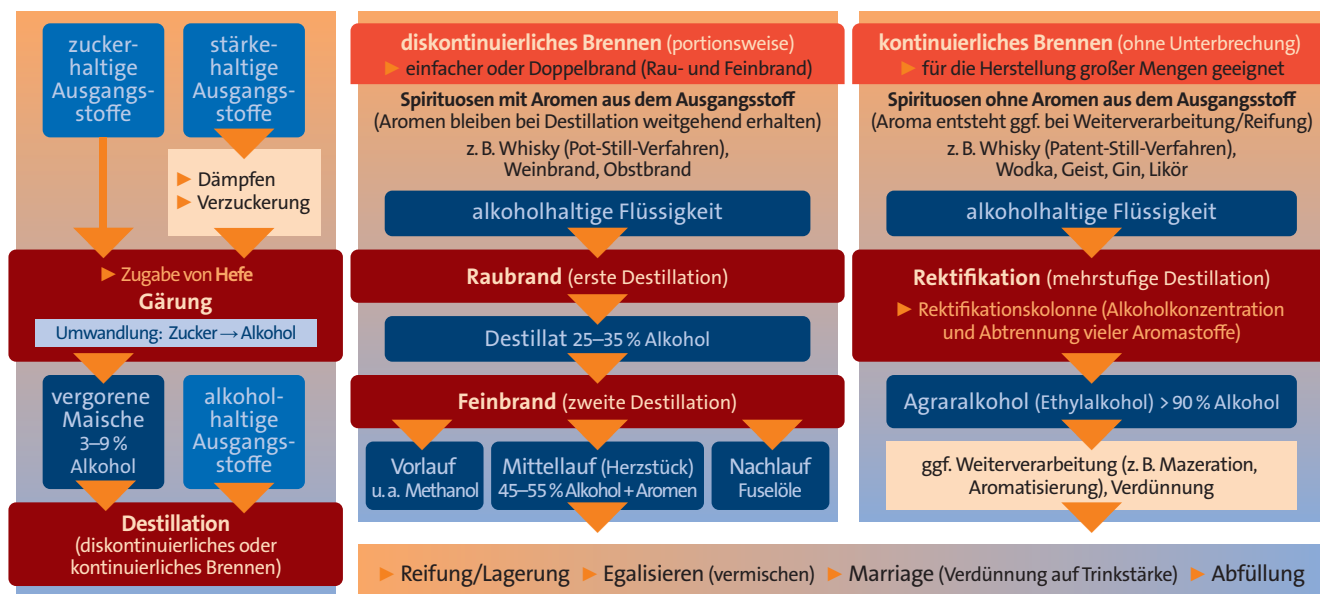 zucker-
haltige
Ausgangs-
stoffe
stärke-
haltige
Ausgangs-
stoffe
► Dämpfen
► Verzuckerung
► Zugabe von Hefe
Gärung
Umwandlung: Zucker → Alkohol
vergorene
Maische
3–9 %
Alkohol
alkohol-
haltige
Ausgangs-
stoffe
Destillation
(diskontinuierliches oder
kontinuierliches Brennen)
diskontinuierliches Brennen (portionsweise)
► einfacher oder Doppelbrand (Rau- und Feinbrand)
Spirituosen mit Aromen aus dem Ausgangsstoff
(Aromen bleiben bei Destillation weitgehend erhalten)
z. B. Whisky (Pot-Still-Verfahren),
Weinbrand, Obstbrand
alkoholhaltige Flüssigkeit
Raubrand (erste Destillation)
Destillat 25–35 % Alkohol
Feinbrand (zweite Destillation)
Vorlauf
u. a. Methanol
Mittellauf (Herzstück)
45–55 % Alkohol + Aromen
Nachlauf
Fuselöle
kontinuierliches Brennen (ohne Unterbrechung)
► für die Herstellung großer Mengen geeignet
Spirituosen ohne Aromen aus dem Ausgangsstoff
(Aroma entsteht ggf. bei Weiterverarbeitung/Reifung)
z. B. Whisky (Patent-Still-Verfahren),
Wodka, Geist, Gin, Likör
alkoholhaltige Flüssigkeit
Rektifikation (mehrstufige Destillation)
► Rektifikationskolonne (Alkoholkonzentration
und Abtrennung vieler Aromastoffe)
Agraralkohol (Ethylalkohol) > 90 % Alkohol
ggf. Weiterverarbeitung (z. B. Mazeration,
Aromatisierung), Verdünnung
► Reifung/Lagerung ► Egalisieren (vermischen) ► Marriage (Verdünnung auf Trinkstärke) ► Abfüllung